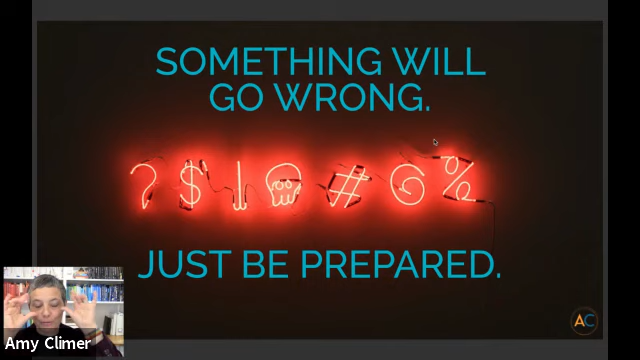 SOMETHING WILL
GO WRONG.
?$!#@%
JUST BE PREPARED.
AC
Amy Climer